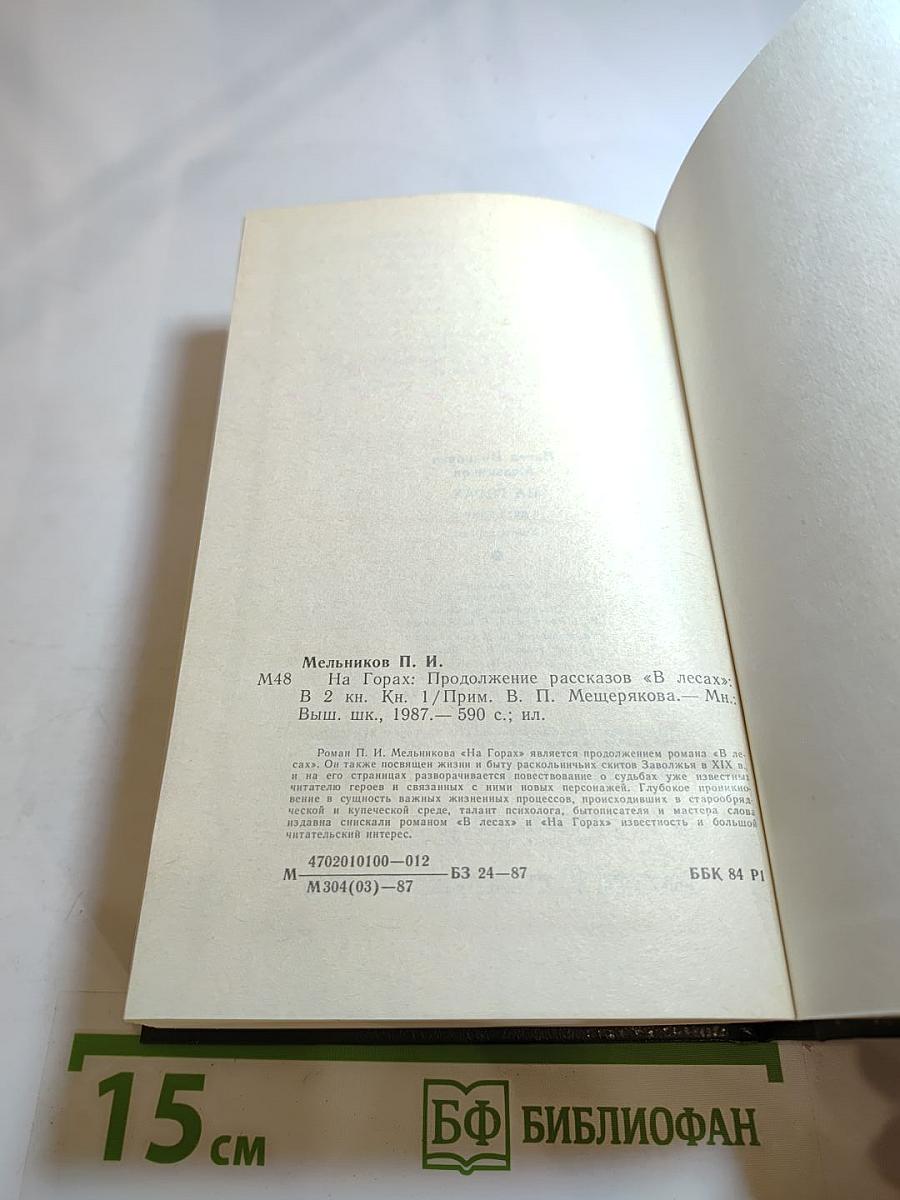 Мельников П. И.
М48 На Горах: Продолжение рассказов «В лесах»:
В 2 кн. Кн. 1/Прим. В. П. Мещерякова.— Мн.:
Выш. шк., 1987.— 590 с.; ил.
Роман П. И. Мельникова «На Горах» является продолжением романа «В ле-
сах». Он также посвящен жизни и быту раскольничьих скитов Заволжья в XIX в.,
и на его страницах разворачивается повествование о судьбах уже известных
читателю героев и связанных с ними новых персонажей. Глубокое проникно-
вение в сущность важных жизненных процессов, происходивших в старообряд-
ческой и купеческой среде, талант психолога, бытописателя и мастера слова
издавна снискали романом «В лесах» и «На Горах» известность и большой
читательский интерес.
4702010100—012
М БЗ 24—87 ББК 84 Р1
М304(03)—87
15 см БФ БИБЛИОФАН